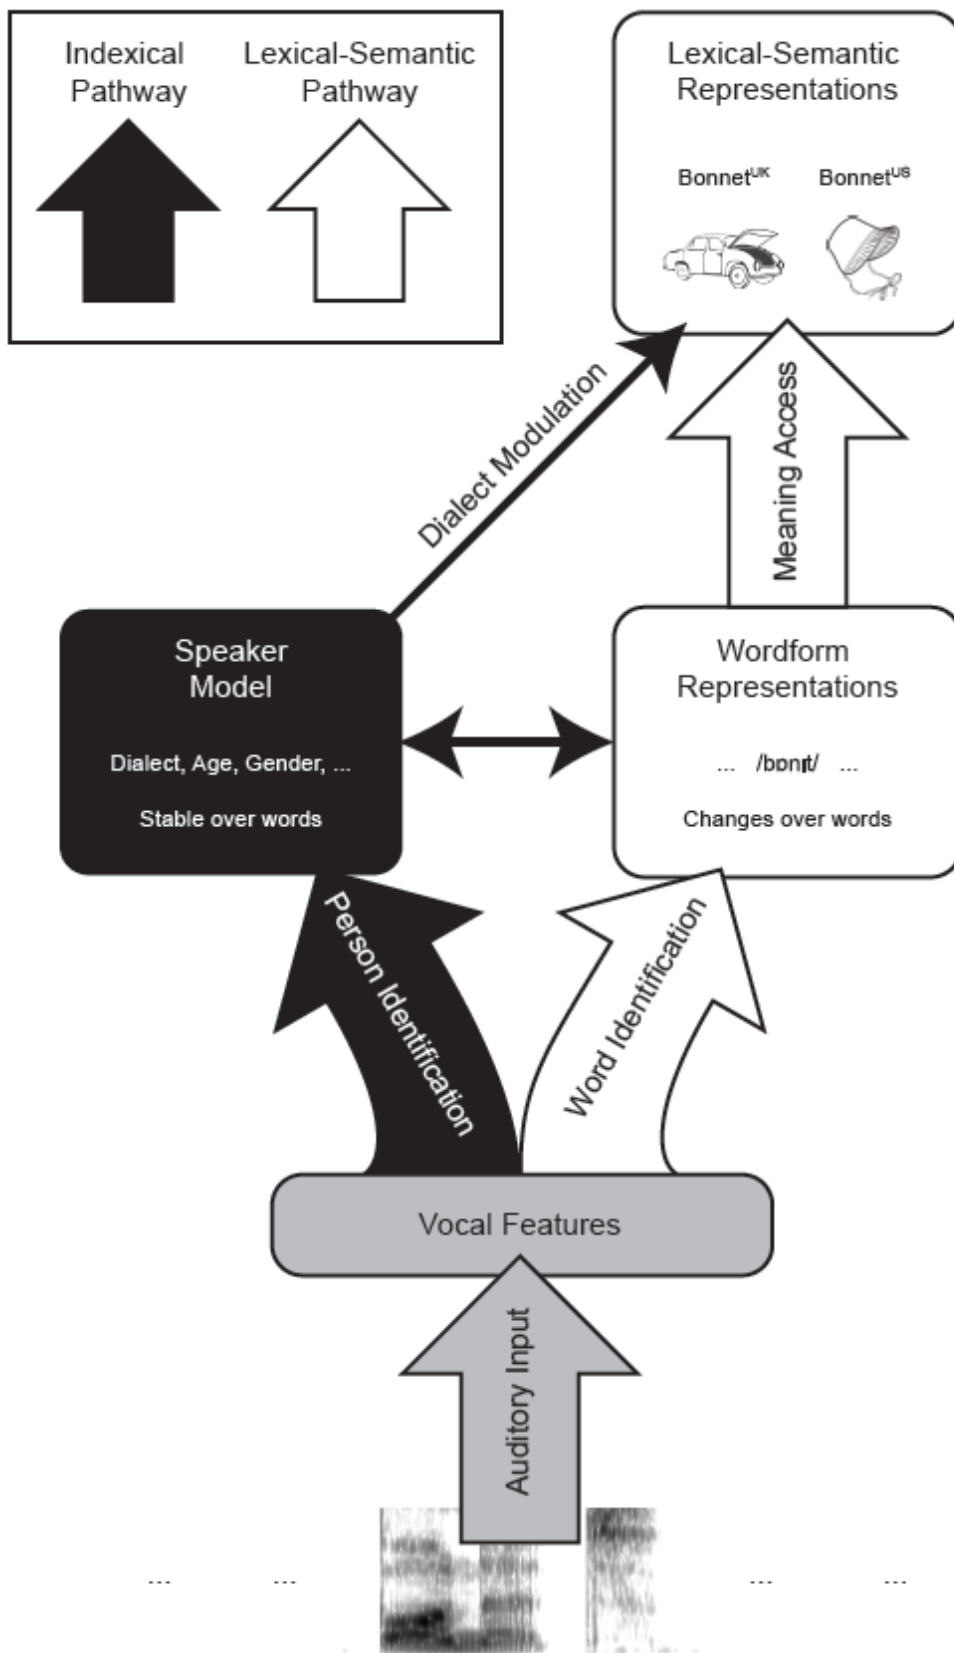 Indexical
Pathway
Lexical-Semantic
Pathway
Lexical-Semantic
Representations
Bonnetᵁᴷ
Bonnetᵁˢ
Dialect Modulation
Meaning Access
Speaker
Model
Dialect, Age, Gender, ...
Stable over words
Wordform
Representations
... /bɒnɪt/ ...
Changes over words
Person Identification
Word Identification
Vocal Features
Auditory Input
... ... ... ...